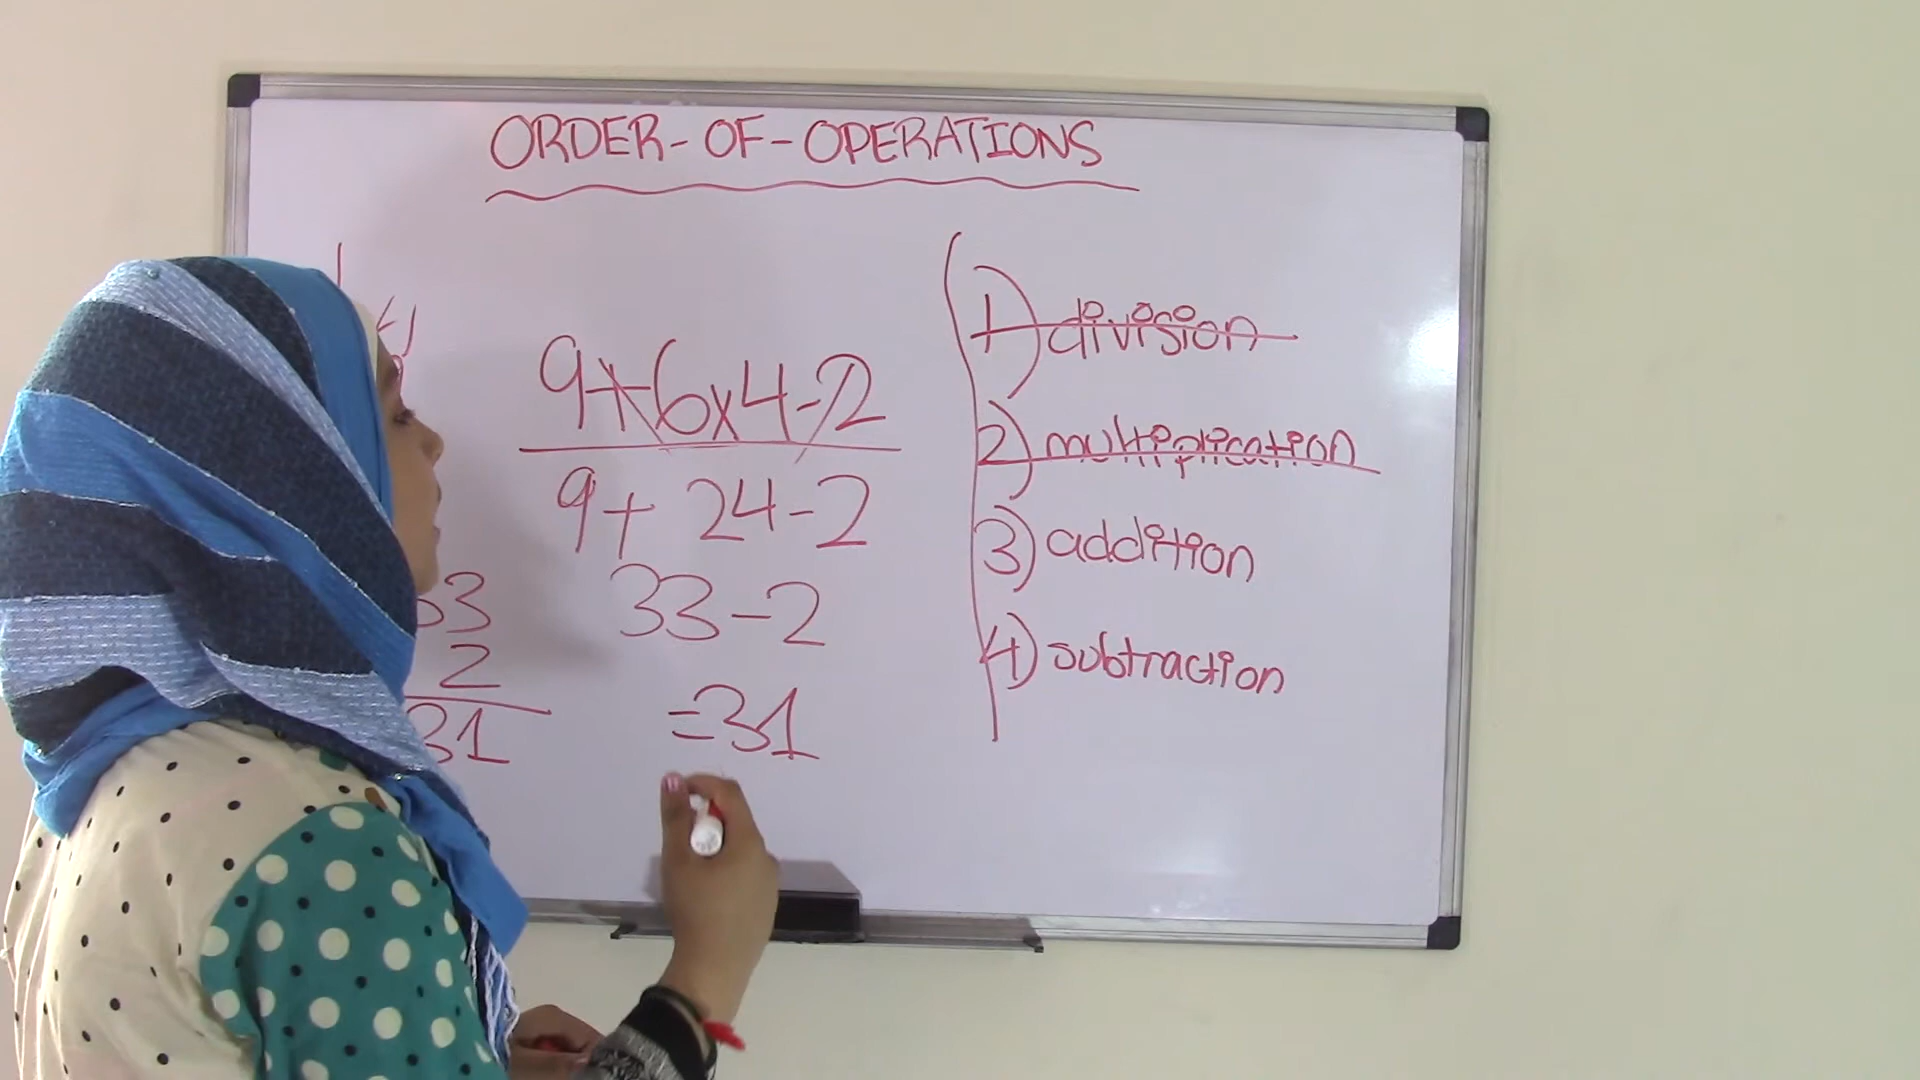 ORDER-OF-OPERATIONS
9+6x4-2
9+ 24-2
33-2
=31
33
2
31
1) division
2) multiplication
3) addition
4) subtraction